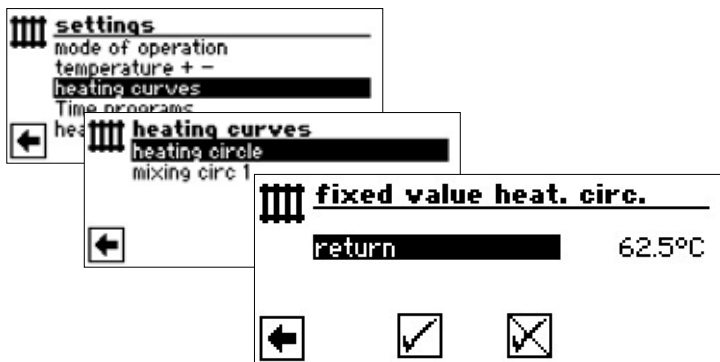 settings
mode of operation
temperature + −
heating curves
Time programs
hea
heating curves
heating circle
mixing circ 1
fixed value heat. circ.
return 62.5°C